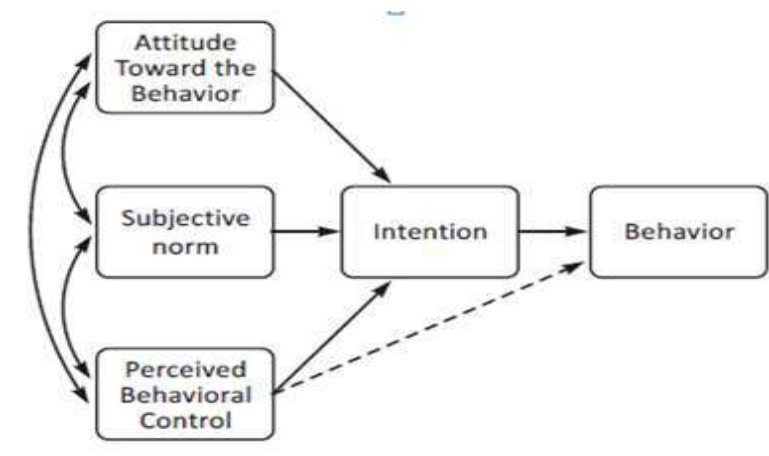 Attitude
Toward the
Behavior
Subjective
norm
Intention
Behavior
Perceived
Behavioral
Control